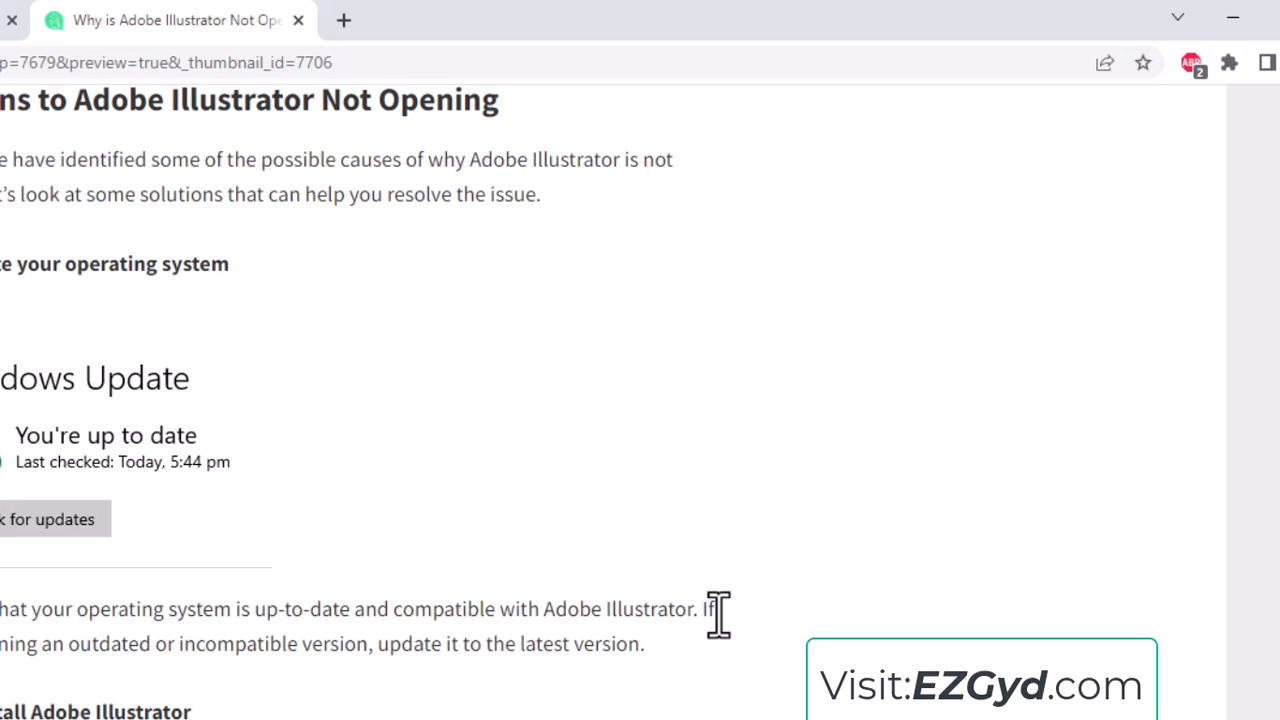 Why is Adobe Illustrator Not Ope
p=7679&preview=true&_thumbnail_id=7706
ABP
2
ns to Adobe Illustrator Not Opening
e have identified some of the possible causes of why Adobe Illustrator is not
t's look at some solutions that can help you resolve the issue.
te your operating system
dows Update
You're up to date
Last checked: Today, 5:44 pm
k for updates
hat your operating system is up-to-date and compatible with Adobe Illustrator. If
ning an outdated or incompatible version, update it to the latest version.
Visit:EZGyd.com
tall Adobe Illustrator